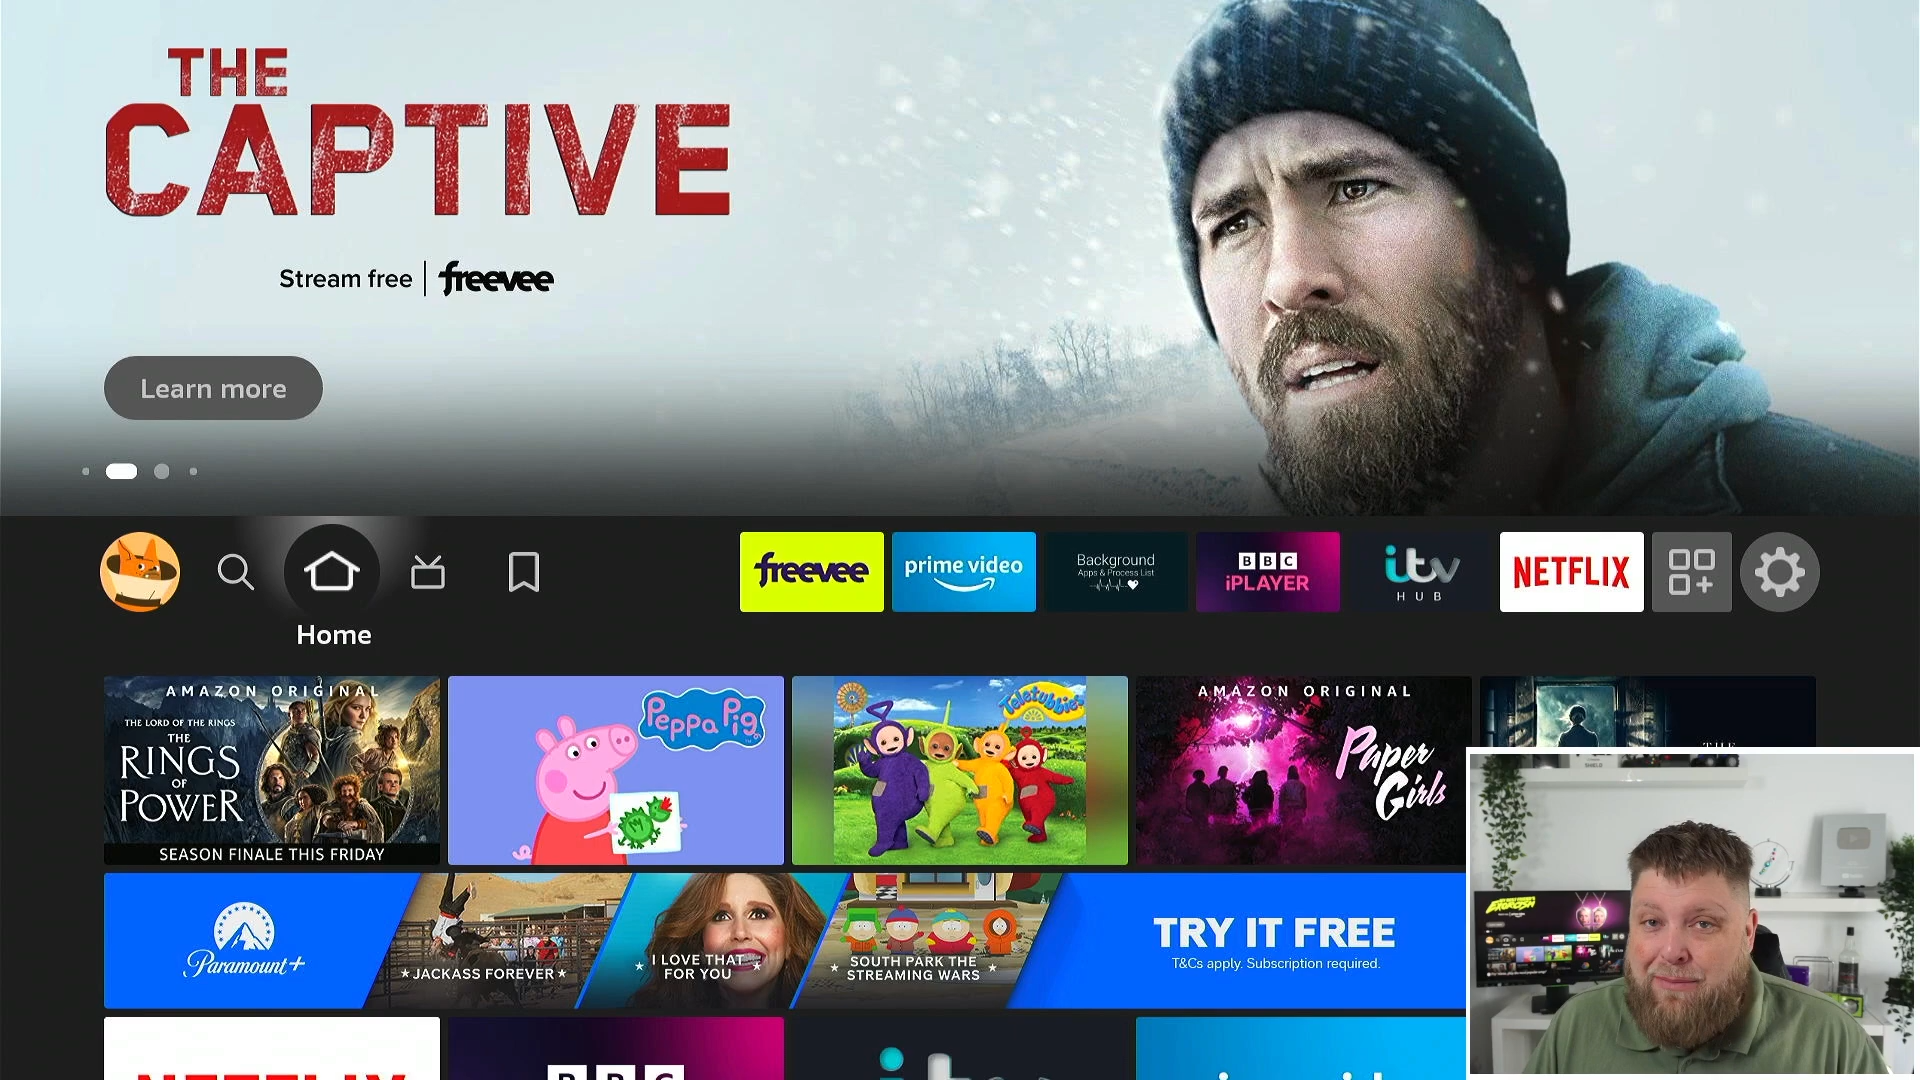 THE
CAPTIVE
Stream free | freevee
Learn more
freevee
prime video
Background
Apps & Process List
BBC
iPLAYER
itv
HUB
NETFLIX
Home
AMAZON ORIGINAL
THE LORD OF THE RINGS
THE
RINGS
OF
POWER
SEASON FINALE THIS FRIDAY
Peppa Pig
Teletubbies
AMAZON ORIGINAL
Paper
Girls
THE
Paramount+
JACKASS FOREVER
I LOVE THAT
FOR YOU
SOUTH PARK THE
STREAMING WARS
TRY IT FREE
T&Cs apply. Subscription required.
NETFLIX
BBC